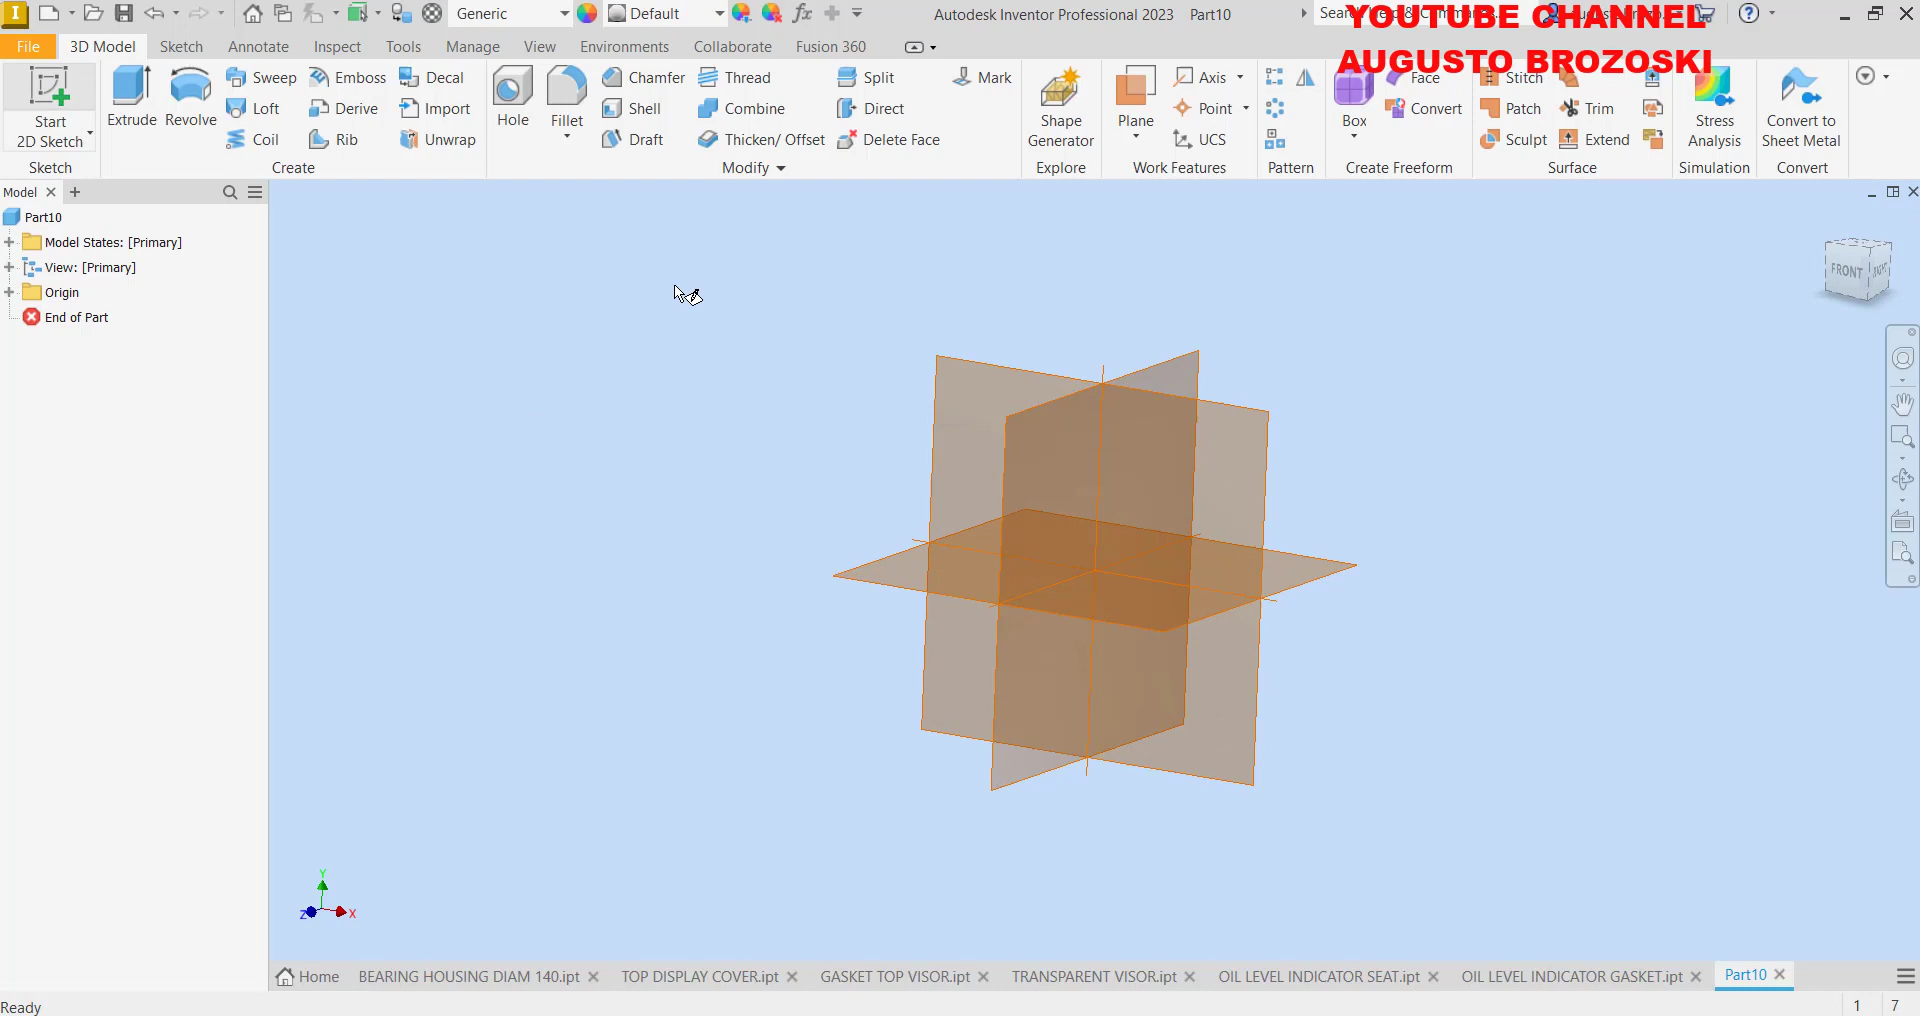 Generic
Default
Autodesk Inventor Professional 2023 Part10
YOUTUBE CHANNEL
AUGUSTO BROZOSKI
File
3D Model
Sketch
Annotate
Inspect
Tools
Manage
View
Environments
Collaborate
Fusion 360
Start
2D Sketch
Sketch
Extrude
Revolve
Sweep
Emboss
Decal
Loft
Derive
Import
Coil
Rib
Unwrap
Create
Hole
Fillet
Chamfer
Thread
Split
Mark
Shell
Combine
Direct
Draft
Thicken/ Offset
Delete Face
Modify
Shape
Generator
Explore
Plane
Axis
Point
UCS
Work Features
Pattern
Box
Face
Convert
Create Freeform
Stitch
Patch
Trim
Sculpt
Extend
Surface
Stress
Analysis
Simulation
Convert to
Sheet Metal
Convert
Model
Part10
Model States: [Primary]
View: [Primary]
Origin
End of Part
FRONT
RIGHT
Y
Z
X
Home
BEARING HOUSING DIAM 140.ipt
TOP DISPLAY COVER.ipt
GASKET TOP VISOR.ipt
TRANSPARENT VISOR.ipt
OIL LEVEL INDICATOR SEAT.ipt
OIL LEVEL INDICATOR GASKET.ipt
Part10
Ready
1
7